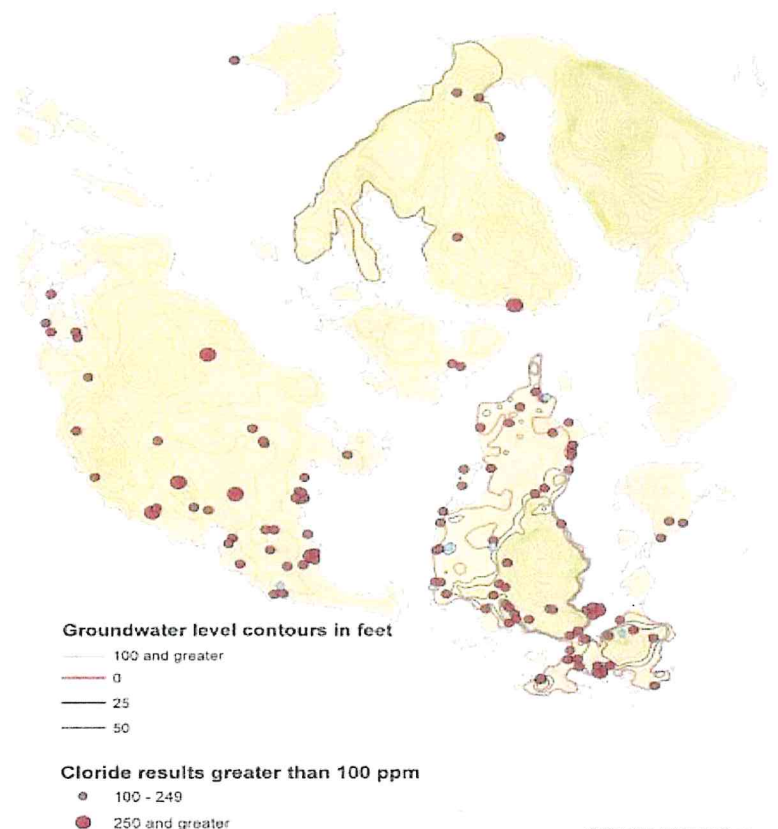 Groundwater level contours in feet
100 and greater
0
25
50
Cloride results greater than 100 ppm
100 - 249
250 and greater